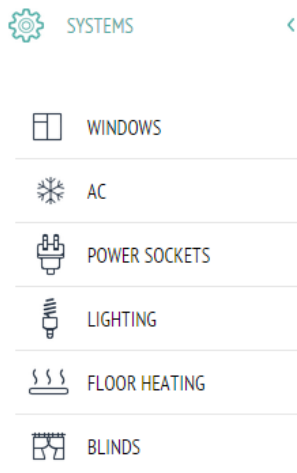 SYSTEMS
WINDOWS
AC
POWER SOCKETS
LIGHTING
FLOOR HEATING
BLINDS